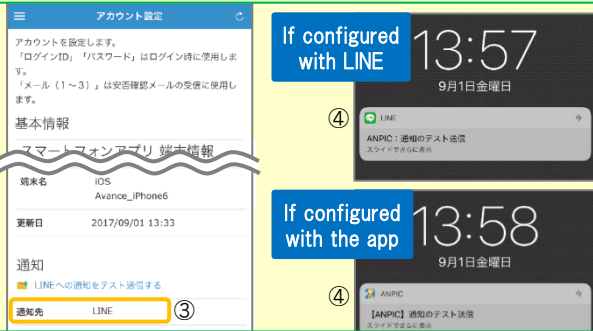 アカウント設定
アカウントを設定します。
「ログインID」「パスワード」はログイン時に使用しま
す。
「メール（1～3）」は安否確認メールの受信に使用し
ます。
基本情報
スマートフォンアプリ 端末情報
端末名
iOS
Avance_iPhone6
更新日
2017/09/01 13:33
通知
LINEへの通知をテスト送信する
通知先
LINE
③
If configured
with LINE
13:57
9月1日金曜日
④
LINE
今
ANPIC：通知のテスト送信
スライドでさらに表示
If configured
with the app
13:58
9月1日金曜日
④
ANPIC
今
【ANPIC】通知のテスト送信
スライドでさらに表示